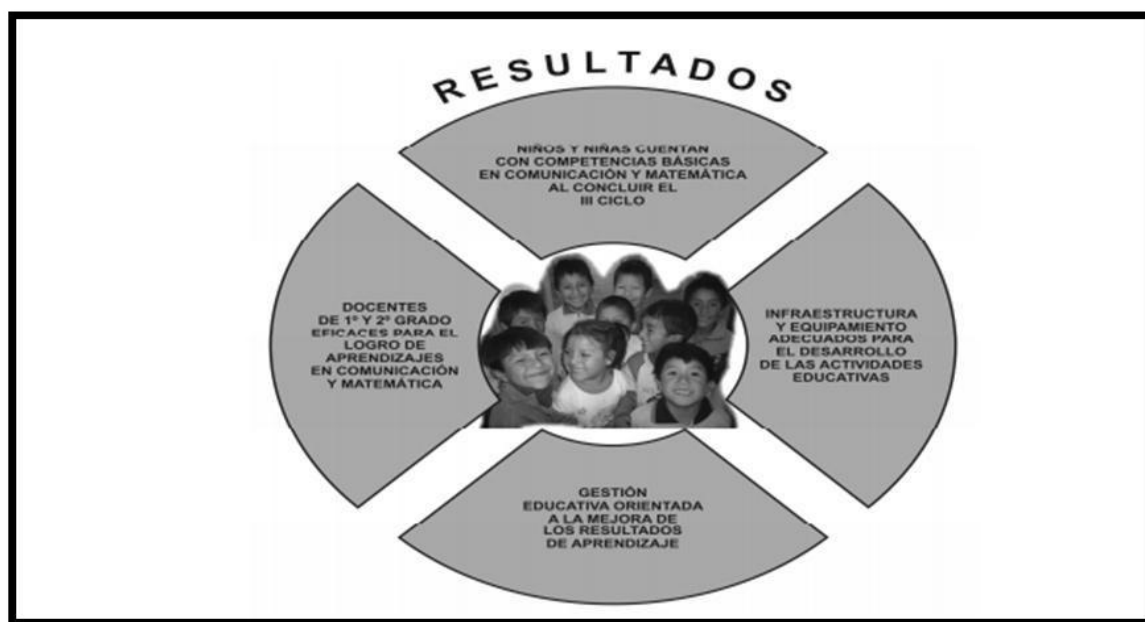 RESULTADOS
NIÑOS Y NIÑAS CUENTAN
CON COMPETENCIAS BÁSICAS
EN COMUNICACIÓN Y MATEMÁTICA
AL CONCLUIR EL
III CICLO
DOCENTES
DE 1º Y 2º GRADO
EFICACES PARA EL
LOGRO DE
APRENDIZAJES
EN COMUNICACIÓN
Y MATEMÁTICA
INFRAESTRUCTURA
Y EQUIPAMIENTO
ADECUADOS PARA
EL DESARROLLO
DE LAS ACTIVIDADES
EDUCATIVAS
GESTIÓN
EDUCATIVA ORIENTADA
A LA MEJORA DE
LOS RESULTADOS
DE APRENDIZAJE